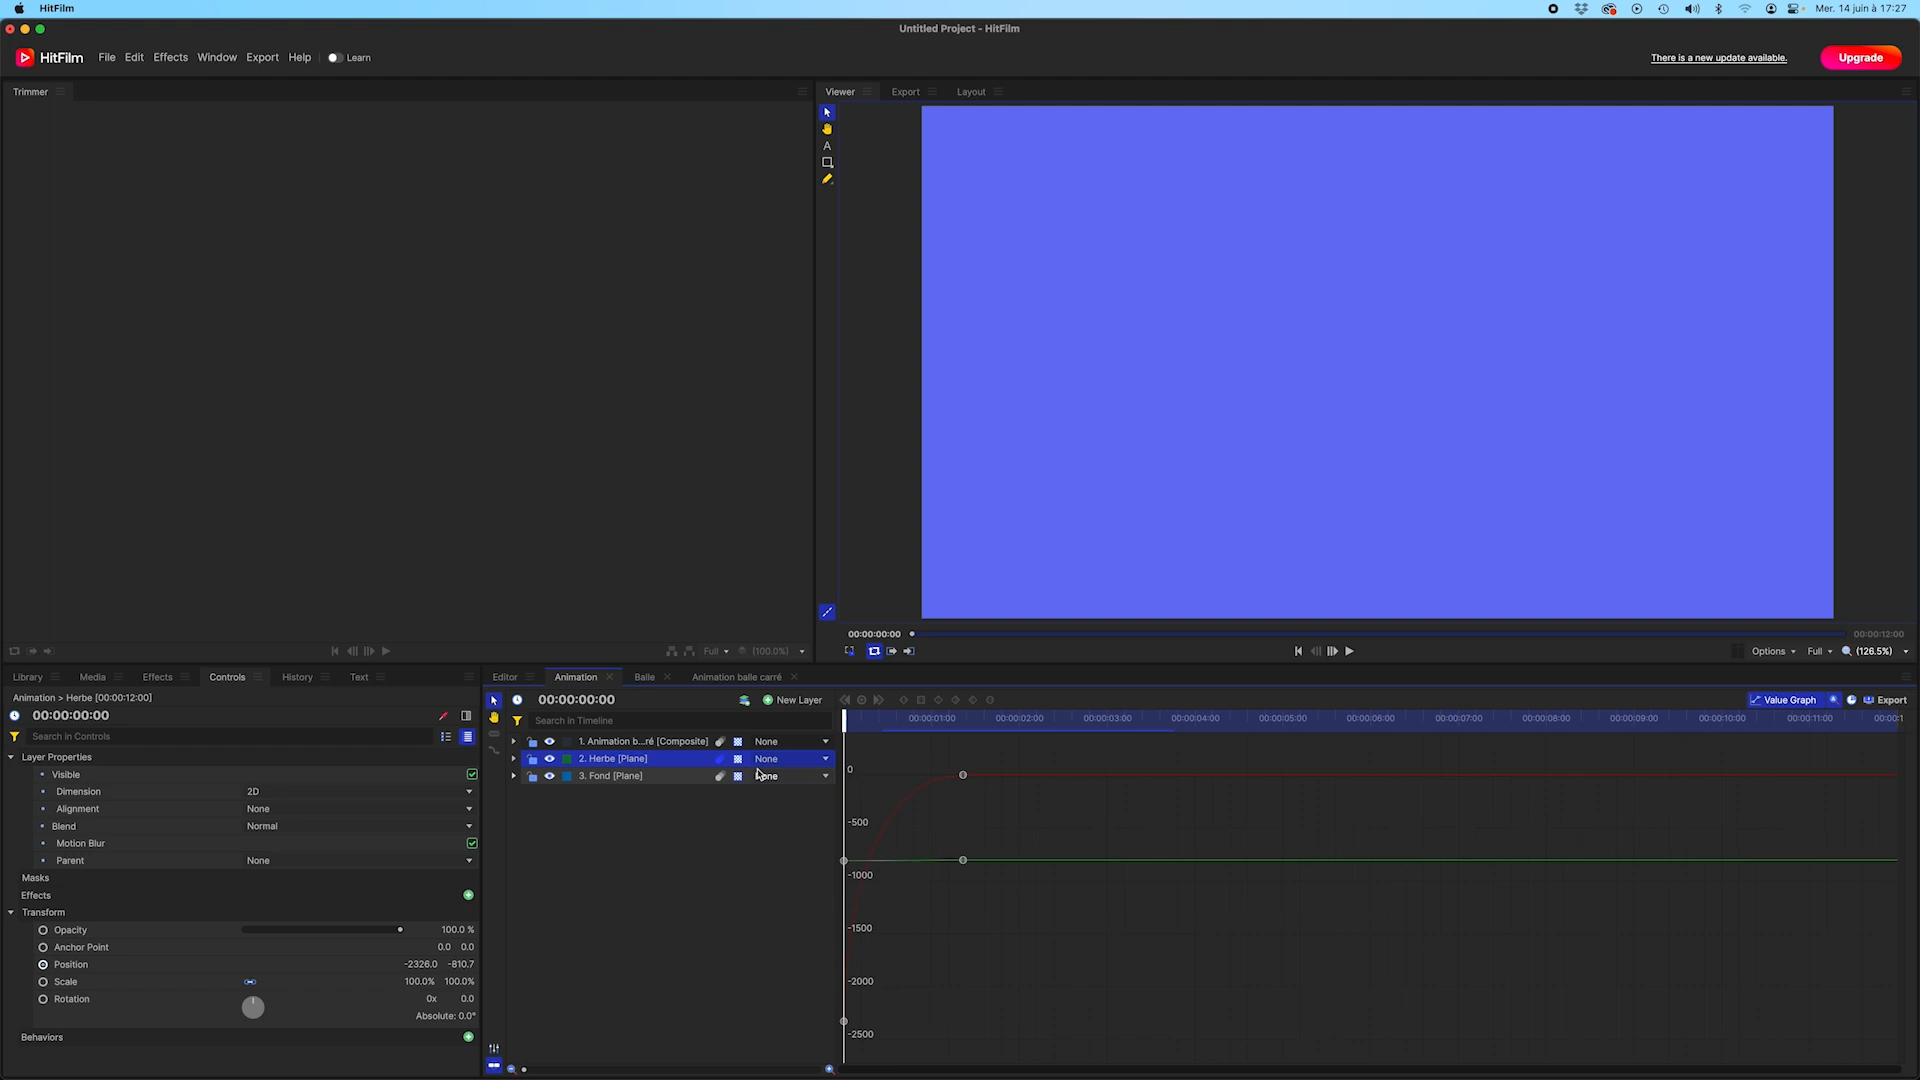 HitFilm
Mer. 14 juin à 17:27
Untitled Project - HitFilm
HitFilm File Edit Effects Window Export Help Learn
There is a new update available. Upgrade
Trimmer
Viewer Export Layout
A
00:00:00:00 00:00:12:00
Full (100.0%)
Options Full (126.5%)
Library Media Effects Controls History Text
Animation > Herbe [00:00:12:00]
00:00:00:00
Search in Controls
Layer Properties
Visible
Dimension 2D
Alignment None
Blend Normal
Motion Blur
Parent None
Masks
Effects
Transform
Opacity 100.0 %
Anchor Point 0.0 0.0
Position -2326.0 -810.7
Scale 100.0% 100.0%
Rotation 0x 0.0
Absolute: 0.0°
Behaviors
Editor Animation Balle Animation balle carré
00:00:00:00 New Layer
Value Graph Export
Search in Timeline
00:00:01:00 00:00:02:00 00:00:03:00 00:00:04:00 00:00:05:00 00:00:06:00 00:00:07:00 00:00:08:00 00:00:09:00 00:00:10:00 00:00:11:00 00:00:1
1. Animation b...ré [Composite] None
2. Herbe [Plane] None
3. Fond [Plane] None
0
-500
-1000
-1500
-2000
-2500